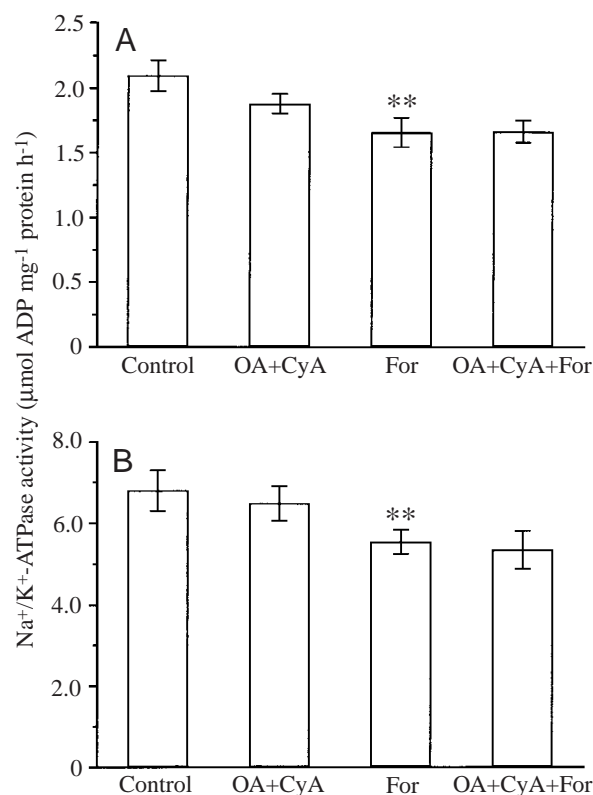 Na⁺/K⁺-ATPase activity (µmol ADP mg⁻¹ protein h⁻¹)
A
2.5
2.0
1.5
1.0
0.5
0
**
Control OA+CyA For OA+CyA+For
B
8.0
6.0
4.0
2.0
0
**
Control OA+CyA For OA+CyA+For